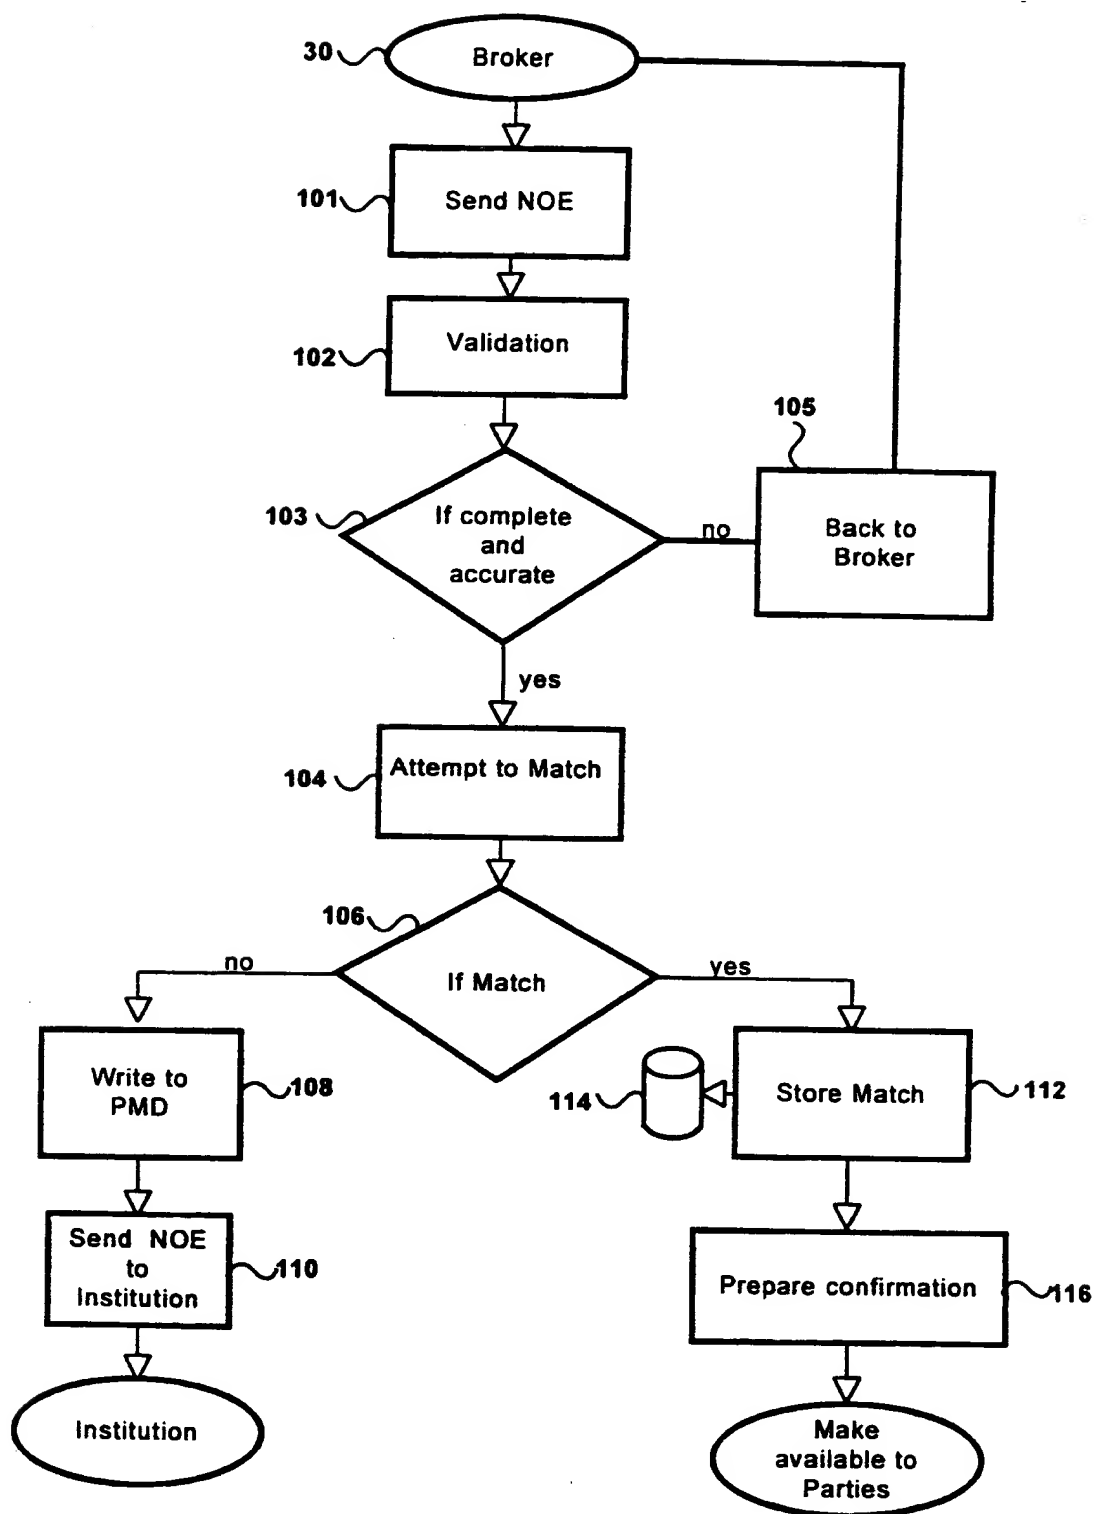 30
Broker
101
Send NOE
102
Validation
105
103
If complete
and
accurate
no
Back to
Broker
yes
104
Attempt to Match
106
no
If Match
yes
Write to
PMD
108
114
Store Match
112
Send NOE
to
Institution
110
Prepare confirmation
116
Institution
Make
available to
Parties